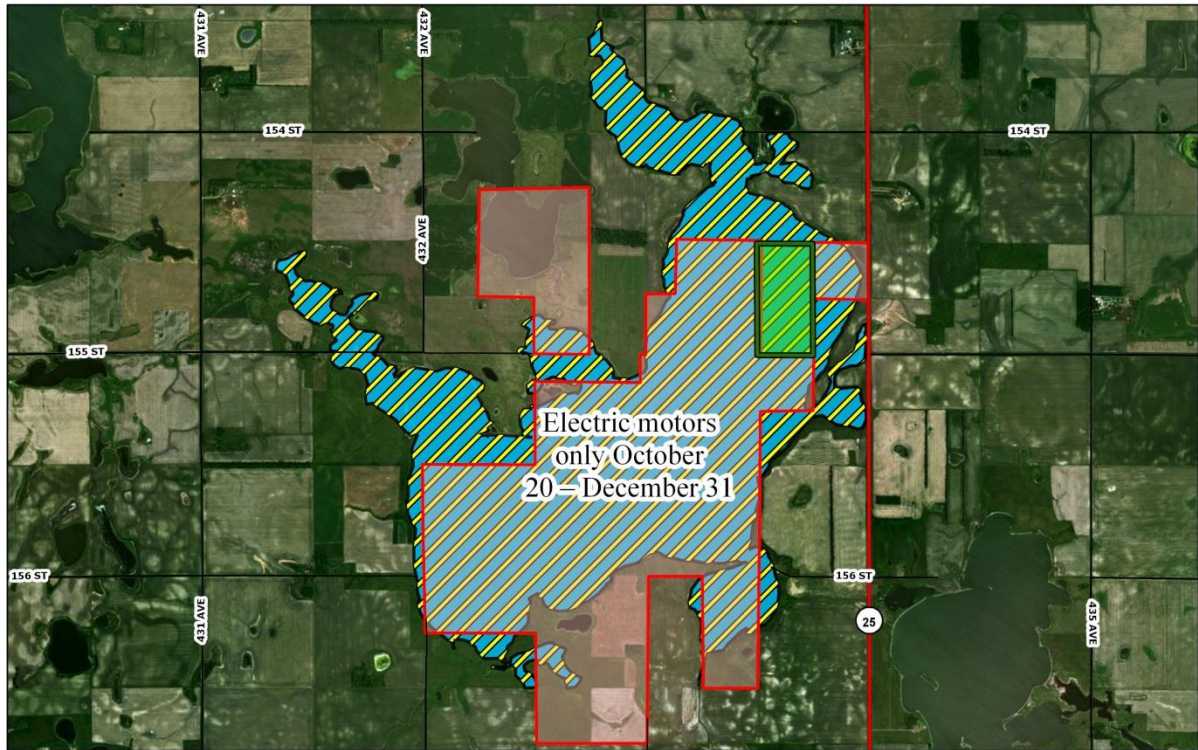 431 AVE
432 AVE
154 ST
154 ST
432 AVE
155 ST
Electric motors
only October
20 – December 31
156 ST
156 ST
431 AVE
25
435 AVE